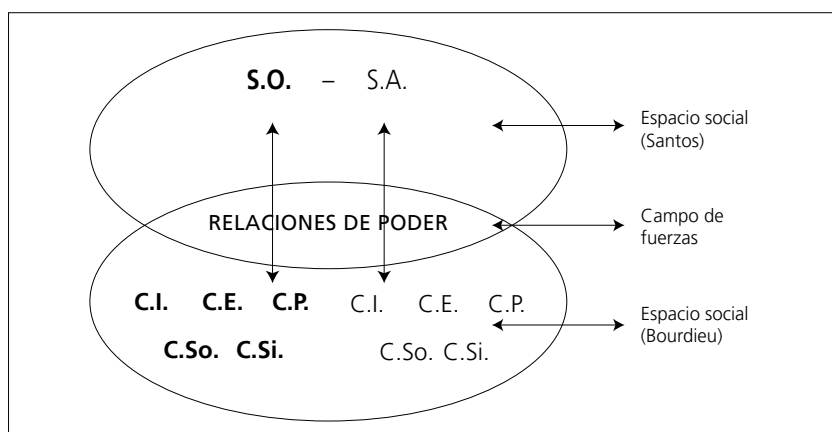 S.O. – S.A.
Espacio social
(Santos)
RELACIONES DE PODER
Campo de
fuerzas
C.I. C.E. C.P. C.I. C.E. C.P.
Espacio social
(Bourdieu)
C.So. C.Si. C.So. C.Si.